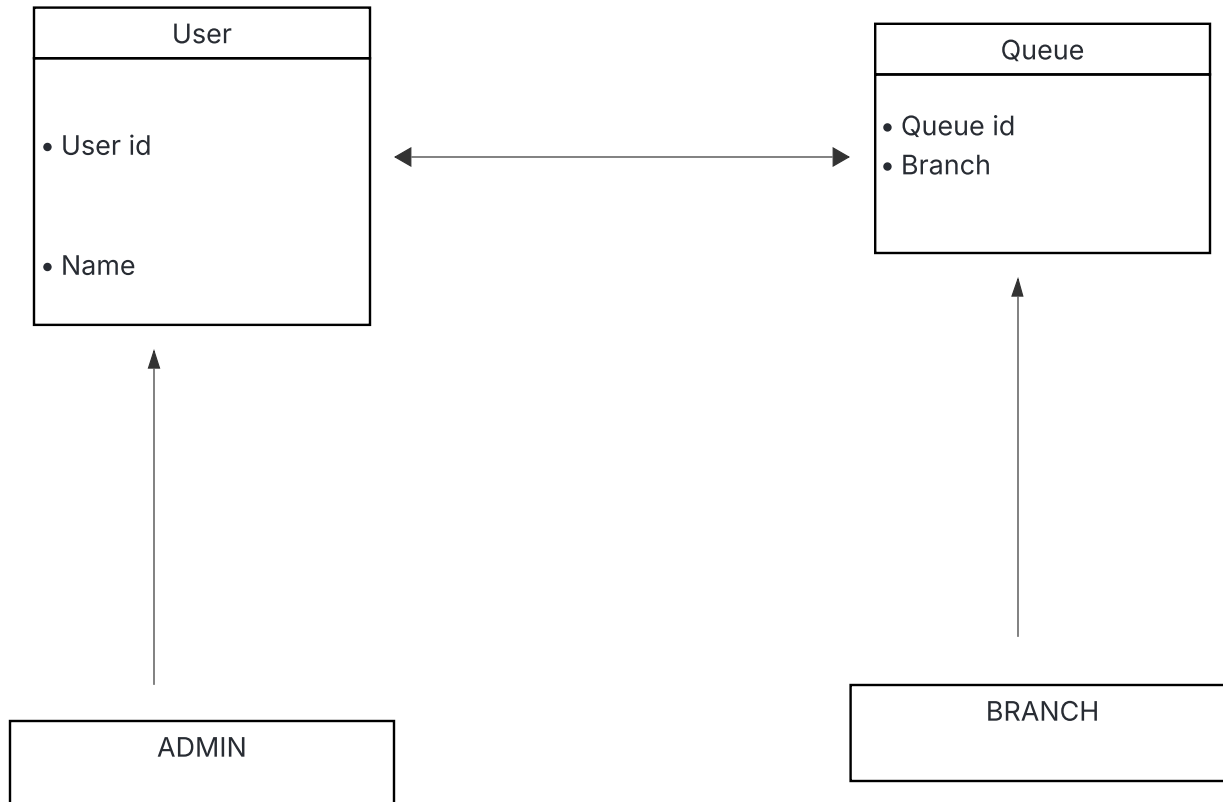 User
• User id
• Name
Queue
• Queue id
• Branch
ADMIN
BRANCH